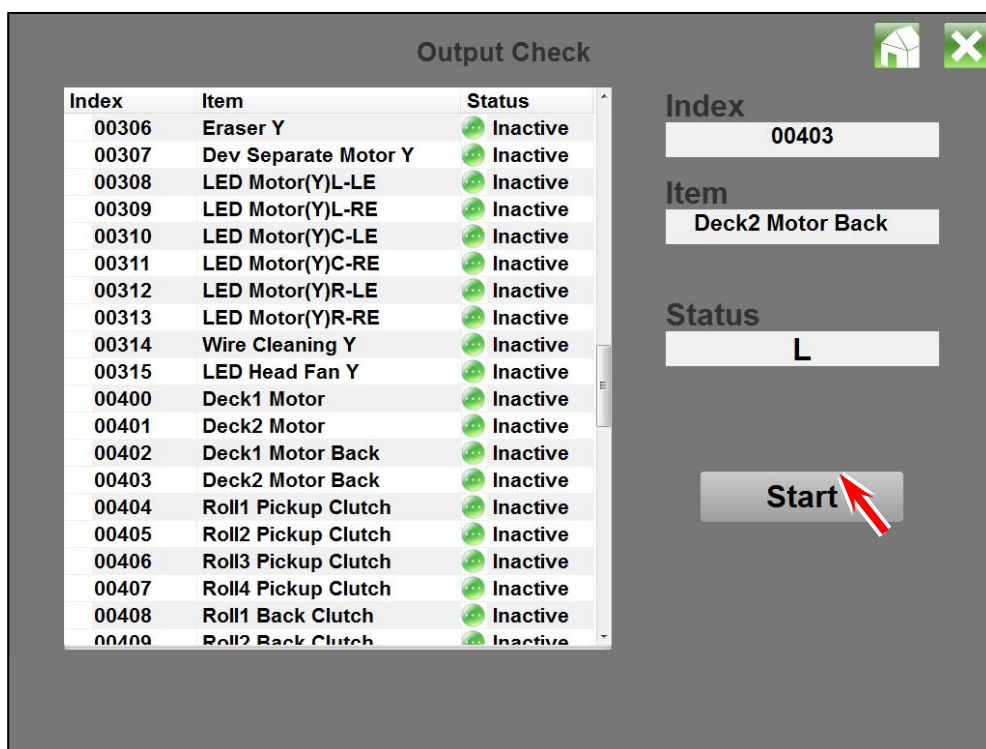 Output Check
Index Item Status
00306 Eraser Y Inactive
00307 Dev Separate Motor Y Inactive
00308 LED Motor(Y)L-LE Inactive
00309 LED Motor(Y)L-RE Inactive
00310 LED Motor(Y)C-LE Inactive
00311 LED Motor(Y)C-RE Inactive
00312 LED Motor(Y)R-LE Inactive
00313 LED Motor(Y)R-RE Inactive
00314 Wire Cleaning Y Inactive
00315 LED Head Fan Y Inactive
00400 Deck1 Motor Inactive
00401 Deck2 Motor Inactive
00402 Deck1 Motor Back Inactive
00403 Deck2 Motor Back Inactive
00404 Roll1 Pickup Clutch Inactive
00405 Roll2 Pickup Clutch Inactive
00406 Roll3 Pickup Clutch Inactive
00407 Roll4 Pickup Clutch Inactive
00408 Roll1 Back Clutch Inactive
00409 Roll2 Back Clutch Inactive
Index
00403
Item
Deck2 Motor Back
Status
L
Start